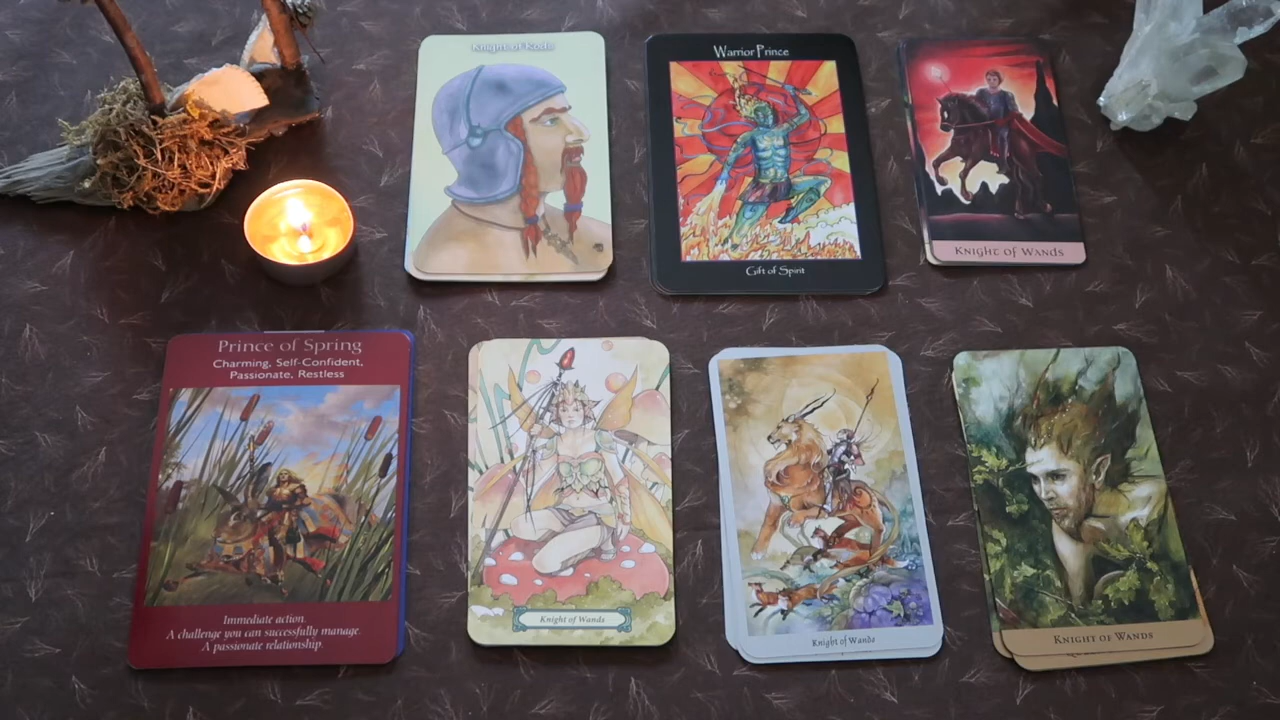 Knight of Rods
Warrior Prince
Gift of Spirit
Knight of Wands
Prince of Spring
Charming, Self-Confident,
Passionate, Restless
Immediate action.
A challenge you can successfully manage.
A passionate relationship.
Knight of Wands
Knight of Wands
Knight of Wands